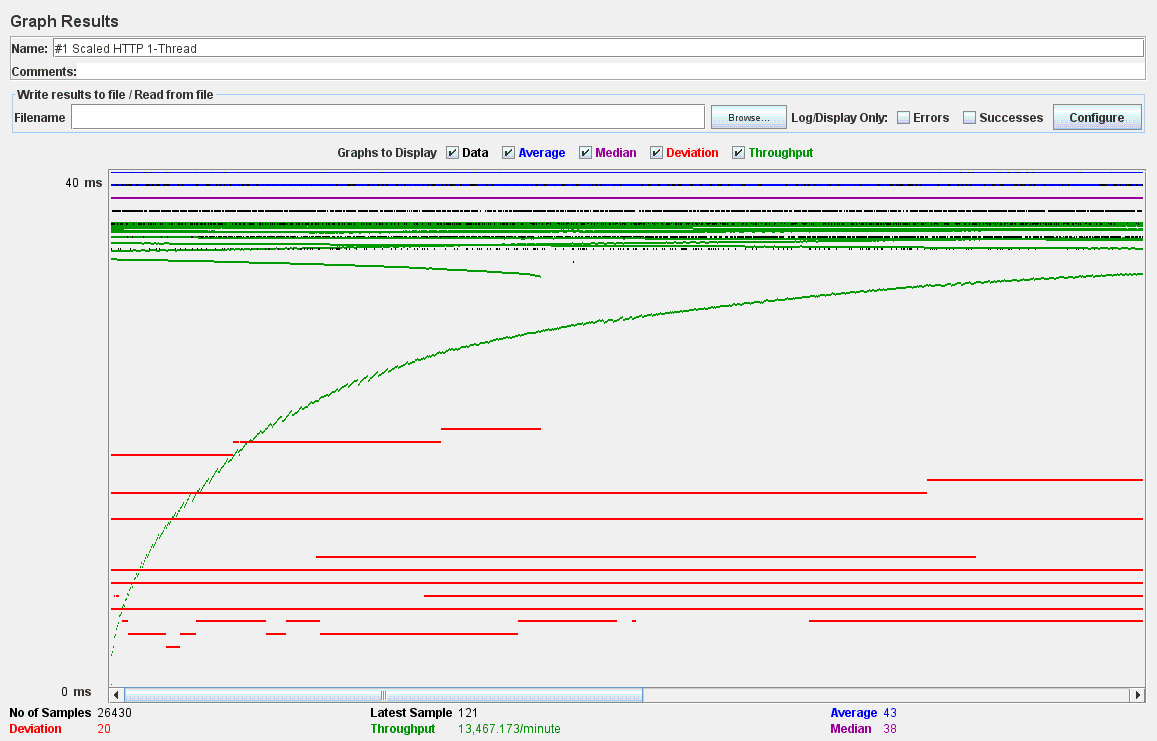 Graph Results
Name: #1 Scaled HTTP 1-Thread
Comments:
Write results to file / Read from file
Filename Browse... Log/Display Only: Errors Successes Configure
Graphs to Display Data Average Median Deviation Throughput
40 ms
0 ms
No of Samples 26430 Latest Sample 121 Average 43
Deviation 20 Throughput 13,467.173/minute Median 38